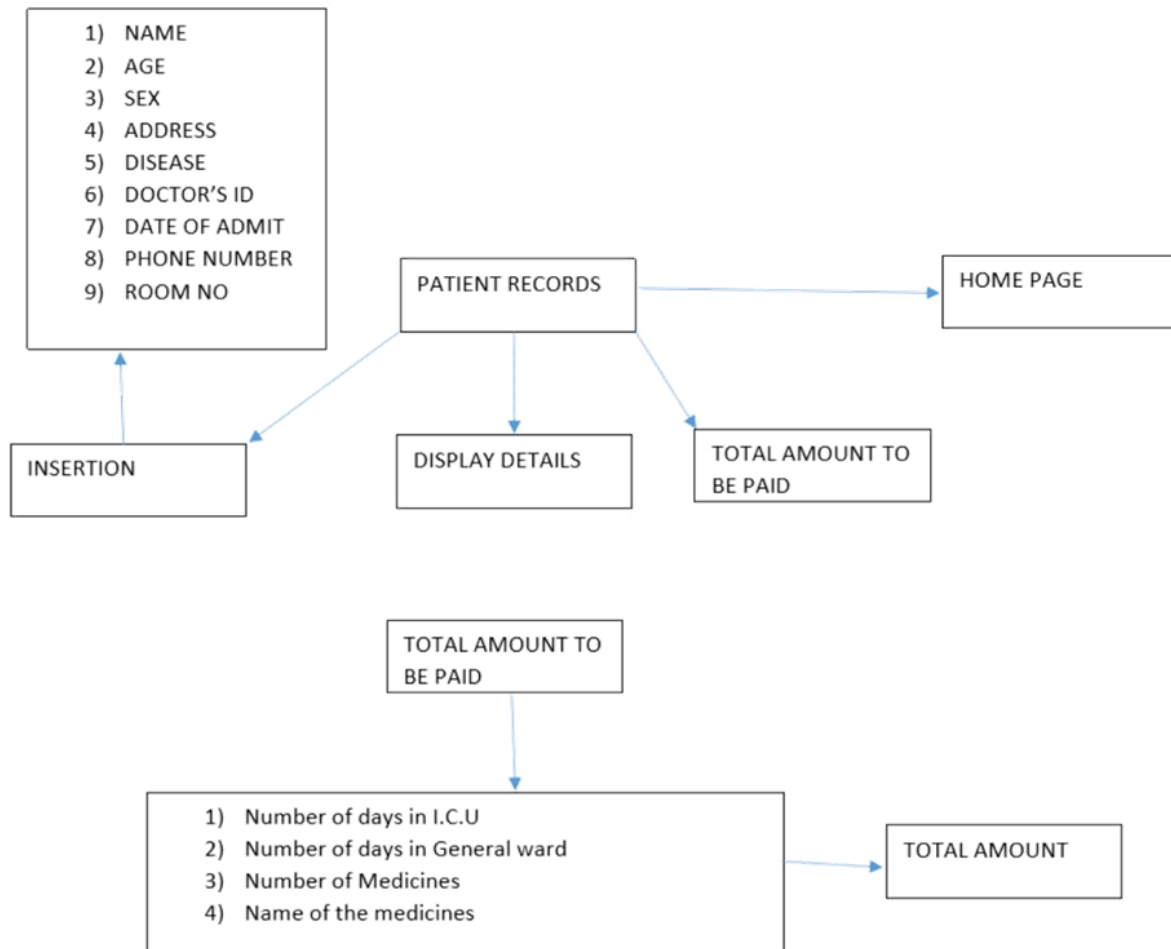 1) NAME
2) AGE
3) SEX
4) ADDRESS
5) DISEASE
6) DOCTOR’S ID
7) DATE OF ADMIT
8) PHONE NUMBER
9) ROOM NO
PATIENT RECORDS
HOME PAGE
INSERTION
DISPLAY DETAILS
TOTAL AMOUNT TO
BE PAID
TOTAL AMOUNT TO
BE PAID
1) Number of days in I.C.U
2) Number of days in General ward
3) Number of Medicines
4) Name of the medicines
TOTAL AMOUNT